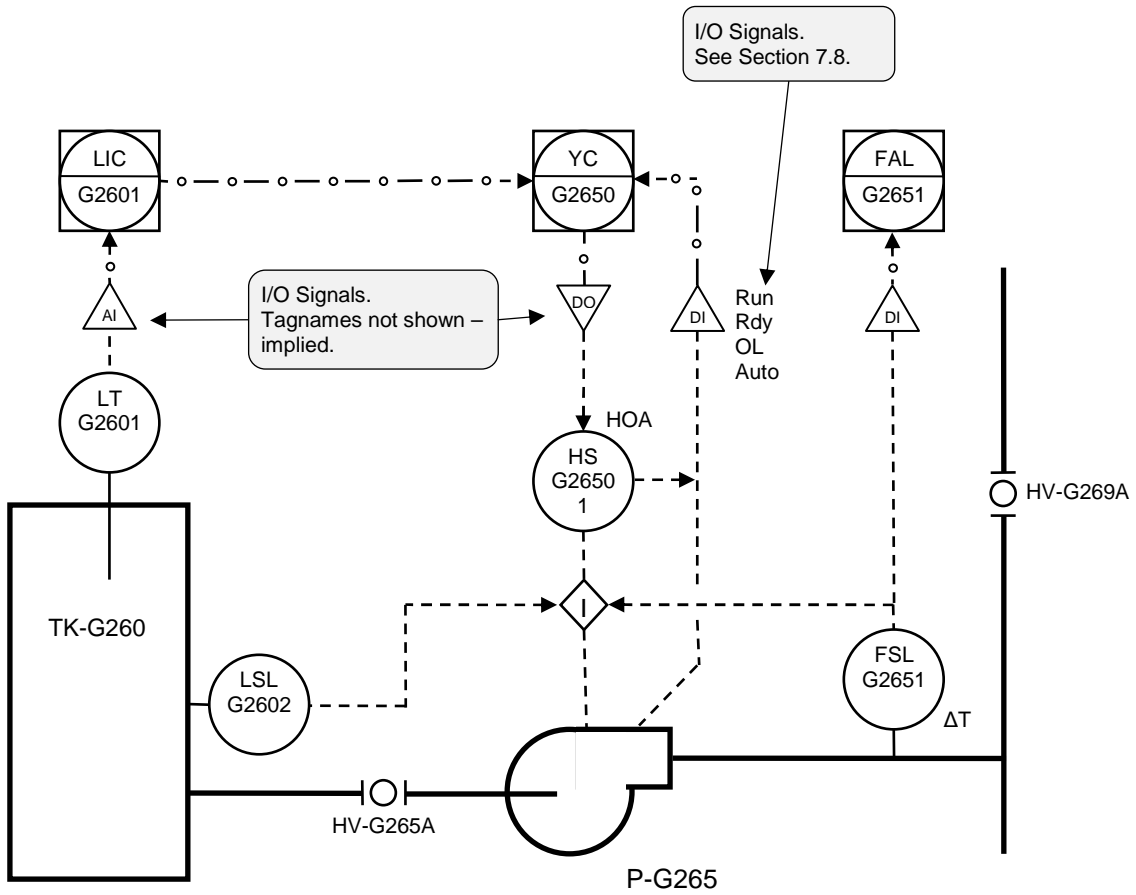 I/O Signals.
See Section 7.8.
LIC
G2601
YC
G2650
FAL
G2651
I/O Signals.
Tagnames not shown –
implied.
AI
DO
DI
Run
Rdy
OL
Auto
DI
LT
G2601
HOA
HS
G2650
1
HV-G269A
I
TK-G260
LSL
G2602
FSL
G2651
ΔT
HV-G265A
P-G265